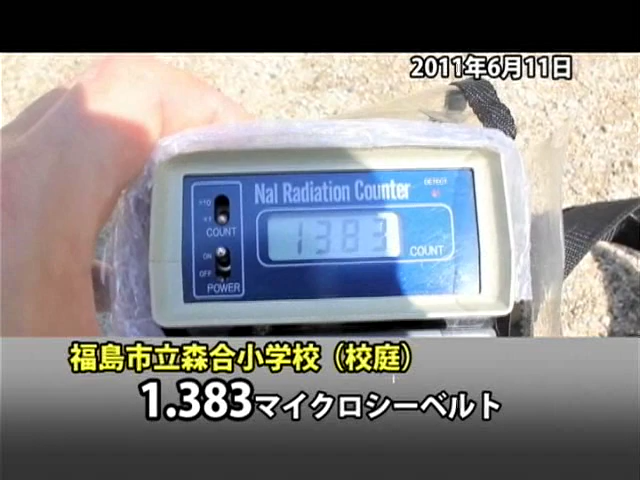 2011年6月11日
NaI Radiation Counter
DETECT
×10
×1
COUNT
1383
COUNT
ON
OFF
POWER
福島市立森合小学校（校庭）
1.383マイクロシーベルト